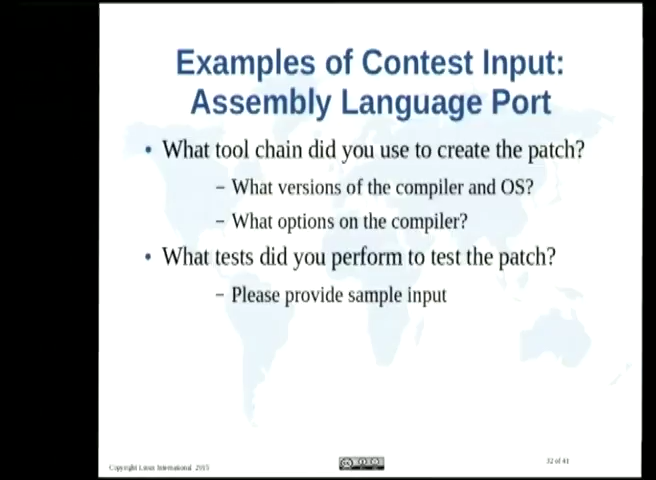 Examples of Contest Input:
Assembly Language Port
• What tool chain did you use to create the patch?
– What versions of the compiler and OS?
– What options on the compiler?
• What tests did you perform to test the patch?
– Please provide sample input
Copyright Linux International 2015
32 of 41